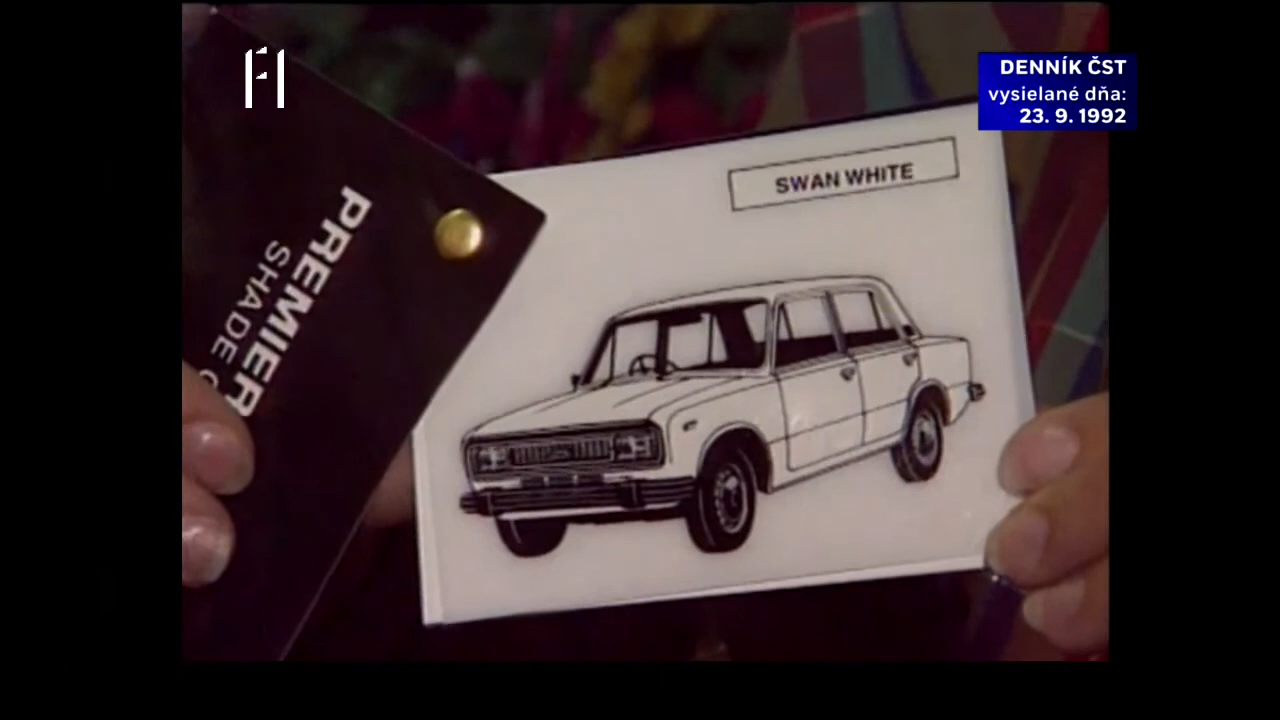 DENNÍK ČST
vysielané dňa:
23. 9. 1992
SWAN WHITE
PREMIER
SHADE